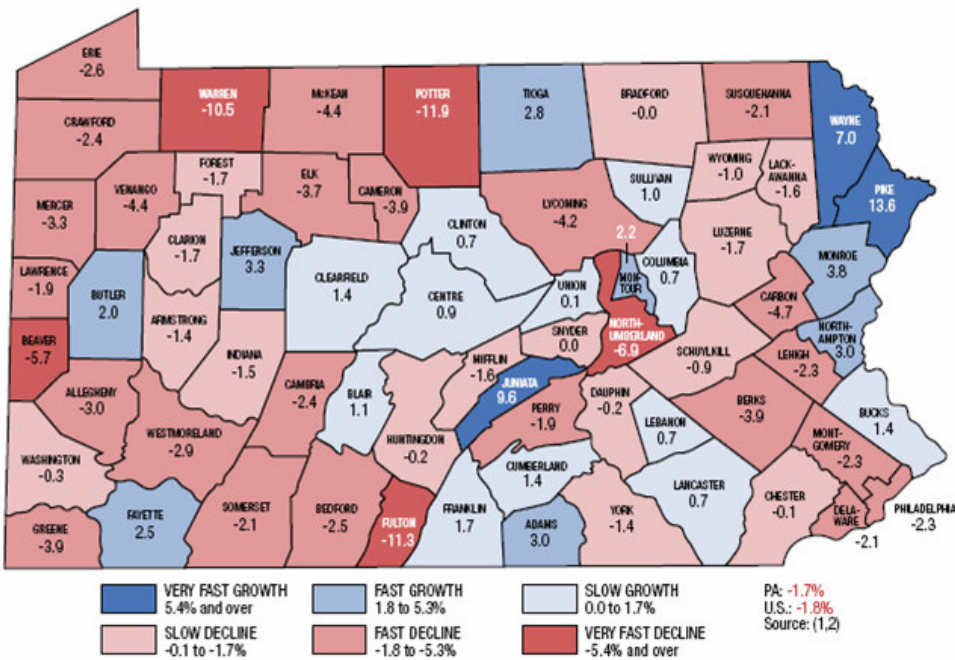 ERIE
-2.6
WARREN
-10.5
McKEAN
-4.4
POTTER
-11.9
TIOGA
2.8
BRADFORD
-0.0
SUSQUEHANNA
-2.1
WAYNE
7.0
CRAWFORD
-2.4
FOREST
-1.7
WYOMING
-1.0
LACK-
AWANNA
-1.6
VENANGO
-4.4
ELK
-3.7
CAMERON
-3.9
SULLIVAN
1.0
PIKE
13.6
MERCER
-3.3
CLINTON
0.7
LYCOMING
-4.2
CLARION
-1.7
LUZERNE
-1.7
JEFFERSON
3.3
2.2
MON-
TOUR
COLUMBIA
0.7
MONROE
3.8
LAWRENCE
-1.9
CLEARFIELD
1.4
CENTRE
0.9
UNION
0.1
CARBON
-4.7
BUTLER
2.0
ARMSTRONG
-1.4
SNYDER
0.0
NORTH-
UMBERLAND
-6.9
NORTH-
AMPTON
3.0
BEAVER
-5.7
INDIANA
-1.5
MIFFLIN
-1.6
SCHUYLKILL
-0.9
LEHIGH
-2.3
ALLEGHENY
-3.0
CAMBRIA
-2.4
BLAIR
1.1
JUNIATA
9.6
DAUPHIN
-0.2
BERKS
-3.9
PERRY
-1.9
BUCKS
1.4
WESTMORELAND
-2.9
HUNTINGDON
-0.2
LEBANON
0.7
MONT-
GOMERY
-2.3
WASHINGTON
-0.3
CUMBERLAND
1.4
LANCASTER
0.7
CHESTER
-0.1
GREENE
-3.9
FAYETTE
2.5
SOMERSET
-2.1
BEDFORD
-2.5
FULTON
-11.3
FRANKLIN
1.7
ADAMS
3.0
YORK
-1.4
DELA-
WARE
-2.1
PHILADELPHIA
-2.3
VERY FAST GROWTH
5.4% and over
FAST GROWTH
1.8 to 5.3%
SLOW GROWTH
0.0 to 1.7%
SLOW DECLINE
-0.1 to -1.7%
FAST DECLINE
-1.8 to -5.3%
VERY FAST DECLINE
-5.4% and over
PA: -1.7%
U.S.: -1.8%
Source: (1,2)